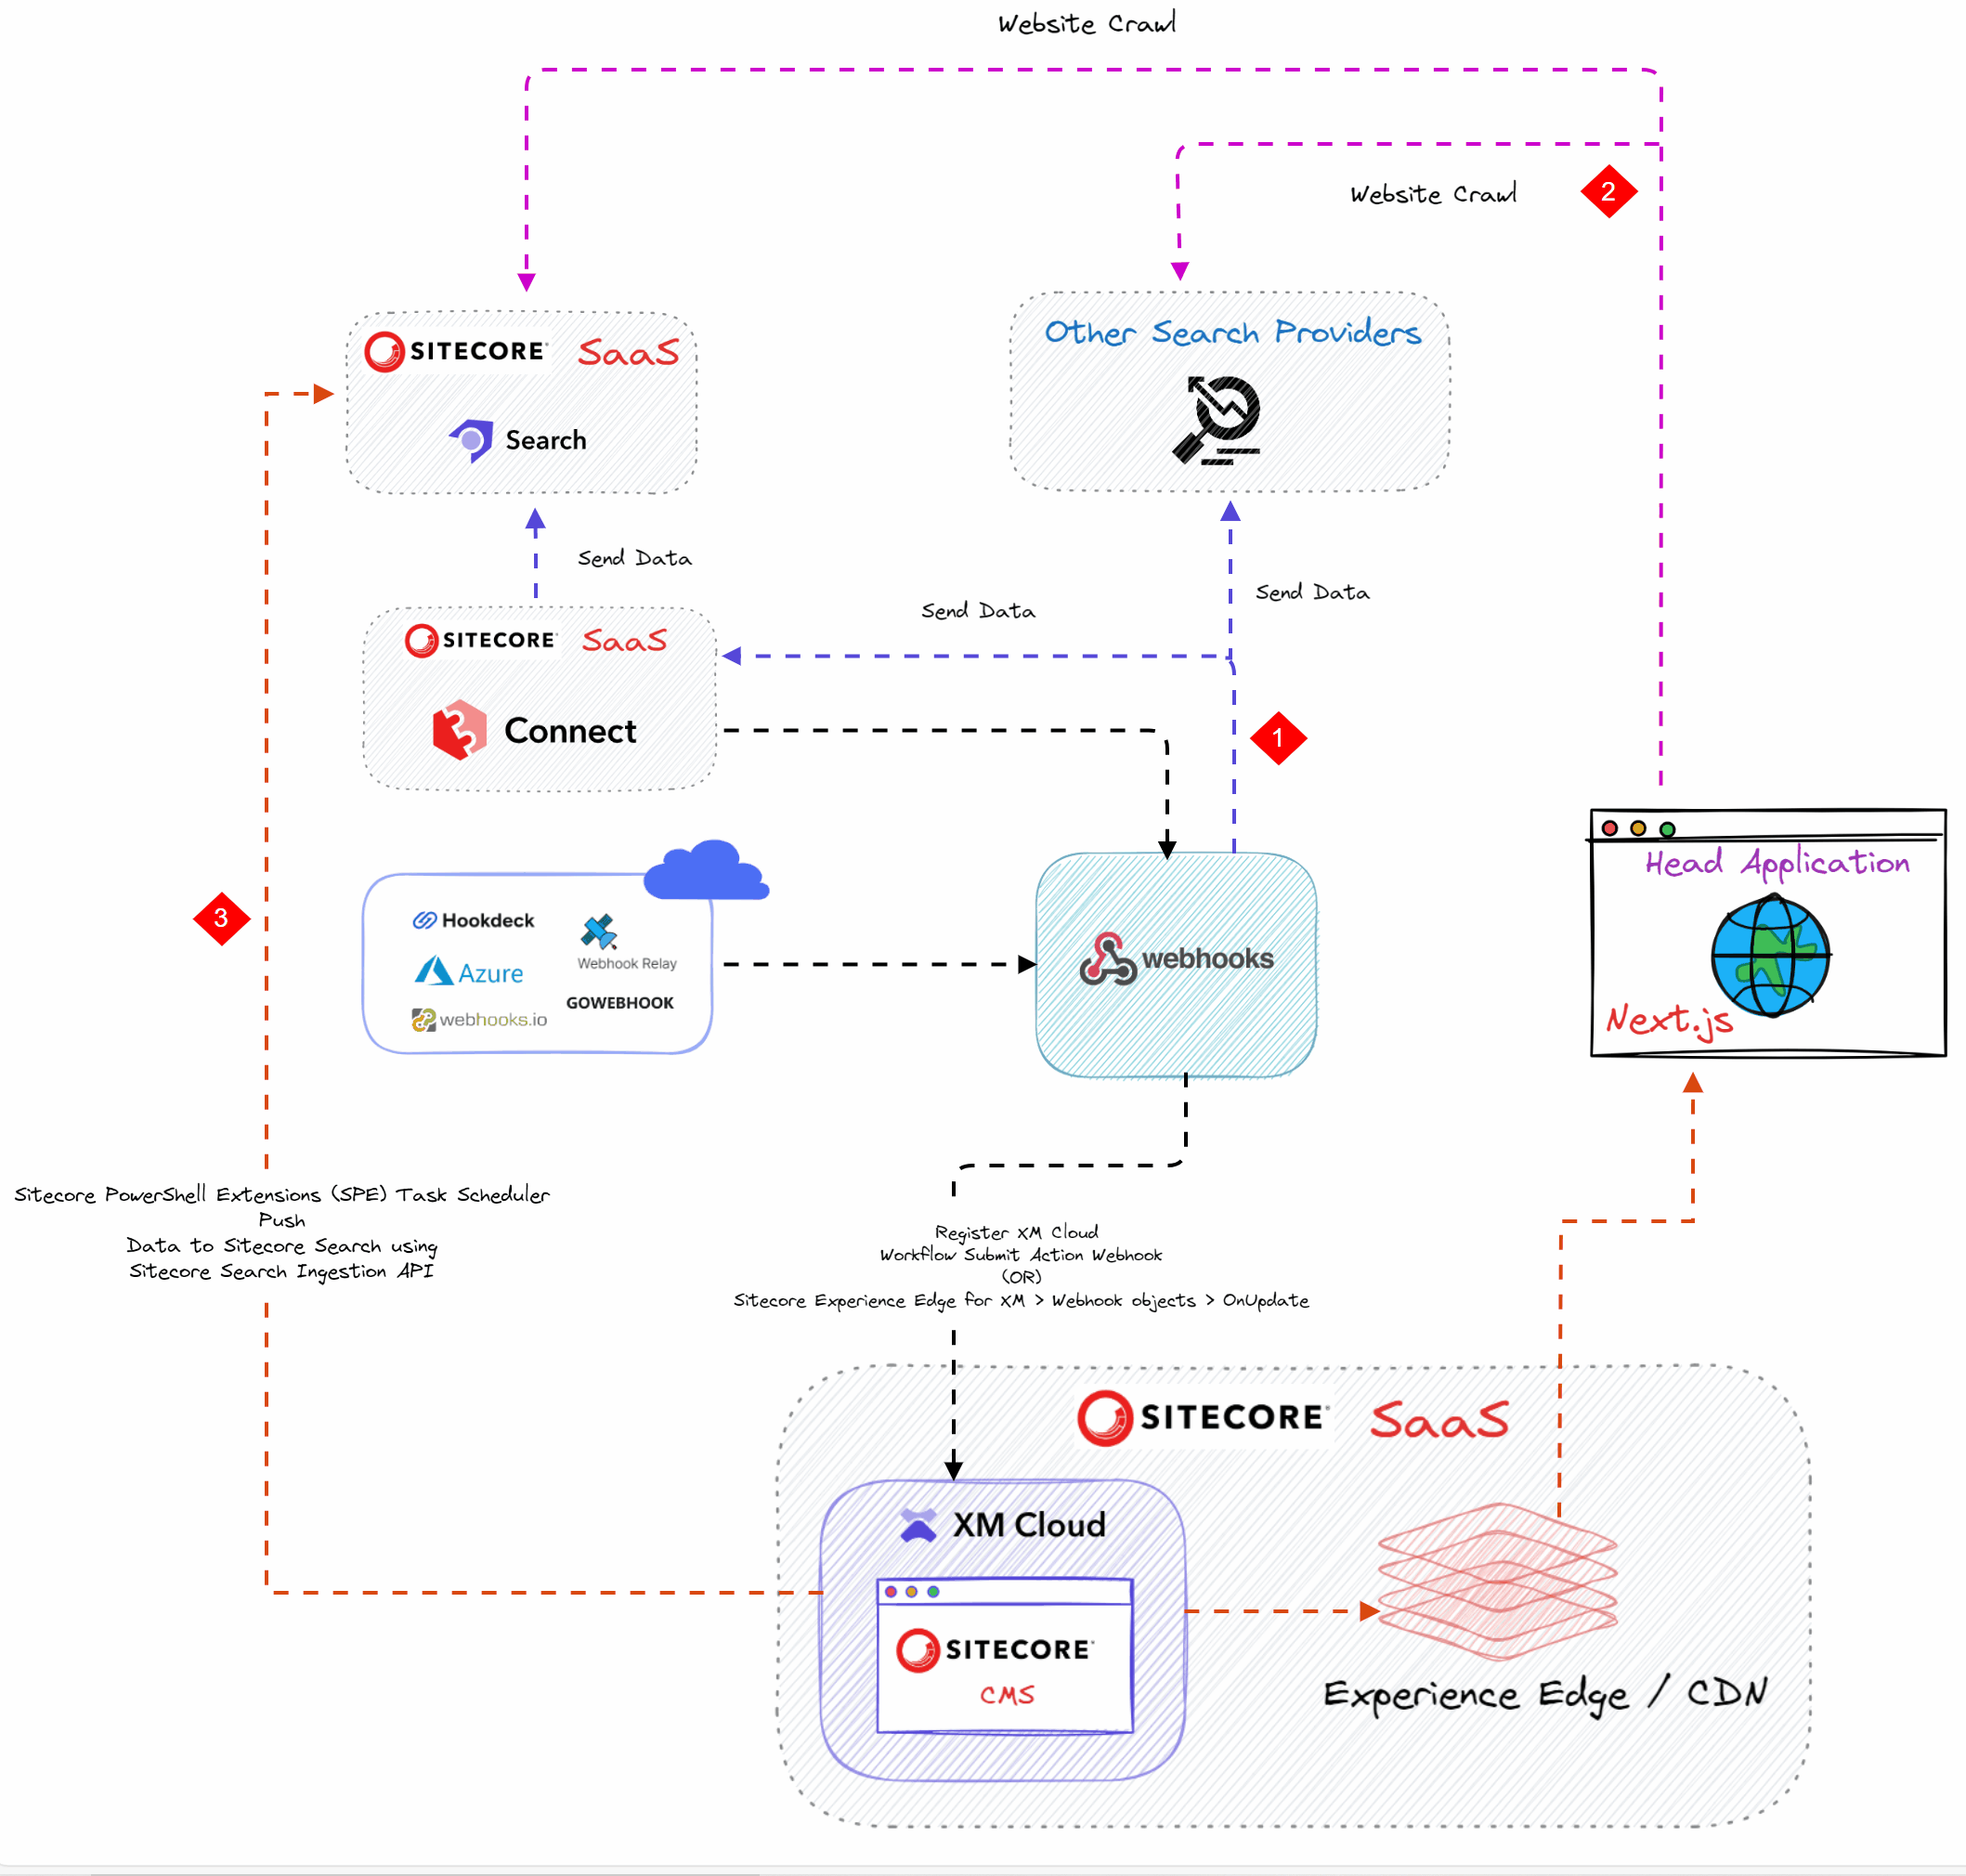 Website Crawl
Website Crawl
2
SITECORE SaaS
Search
Other Search Providers
Send Data
Send Data
Send Data
SITECORE SaaS
Connect
1
Hookdeck
Webhook Relay
Azure
GOWEBHOOK
webhooks.io
webhooks
Head Application
Next.js
3
Sitecore PowerShell Extensions (SPE) Task Scheduler
Push
Data to Sitecore Search using
Sitecore Search Ingestion API
Register XM Cloud
Workflow Submit Action Webhook
(OR)
Sitecore Experience Edge for XM > Webhook objects > OnUpdate
SITECORE SaaS
XM Cloud
SITECORE
CMS
Experience Edge / CDN